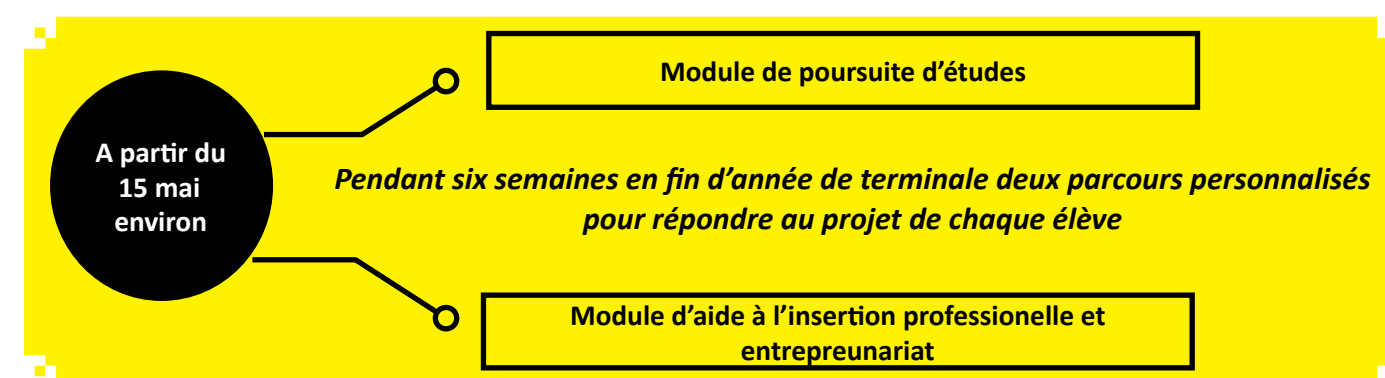 Module de poursuite d’études
A partir du
15 mai
environ
Pendant six semaines en fin d’année de terminale deux parcours personnalisés
pour répondre au projet de chaque élève
Module d’aide à l’insertion professionelle et
entrepreunariat